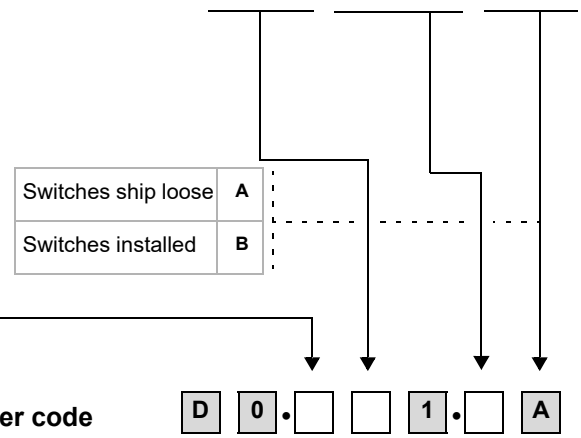 Switches ship loose A
Switches installed B
er code D 0 . 1 . A